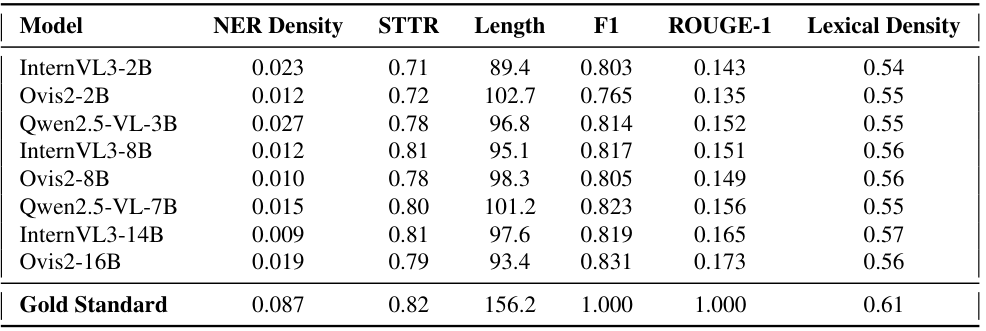 Model NER Density STTR Length F1 ROUGE-1 Lexical Density
InternVL3-2B 0.023 0.71 89.4 0.803 0.143 0.54
Ovis2-2B 0.012 0.72 102.7 0.765 0.135 0.55
Qwen2.5-VL-3B 0.027 0.78 96.8 0.814 0.152 0.55
InternVL3-8B 0.012 0.81 95.1 0.817 0.151 0.56
Ovis2-8B 0.010 0.78 98.3 0.805 0.149 0.56
Qwen2.5-VL-7B 0.015 0.80 101.2 0.823 0.156 0.55
InternVL3-14B 0.009 0.81 97.6 0.819 0.165 0.57
Ovis2-16B 0.019 0.79 93.4 0.831 0.173 0.56
Gold Standard 0.087 0.82 156.2 1.000 1.000 0.61